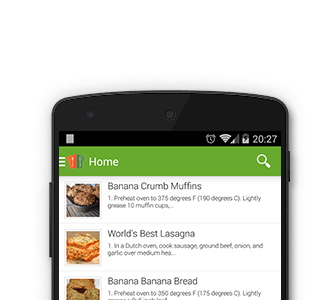 20:27
Home
Banana Crumb Muffins
1. Preheat oven to 375 degrees F (190 degrees C). Lightly
grease 10 muffin cups,...
World's Best Lasagna
1. In a Dutch oven, cook sausage, ground beef, onion, and
garlic over medium hea...
Banana Banana Bread
1. Preheat oven to 350 degrees F (175 degrees C). Lightly